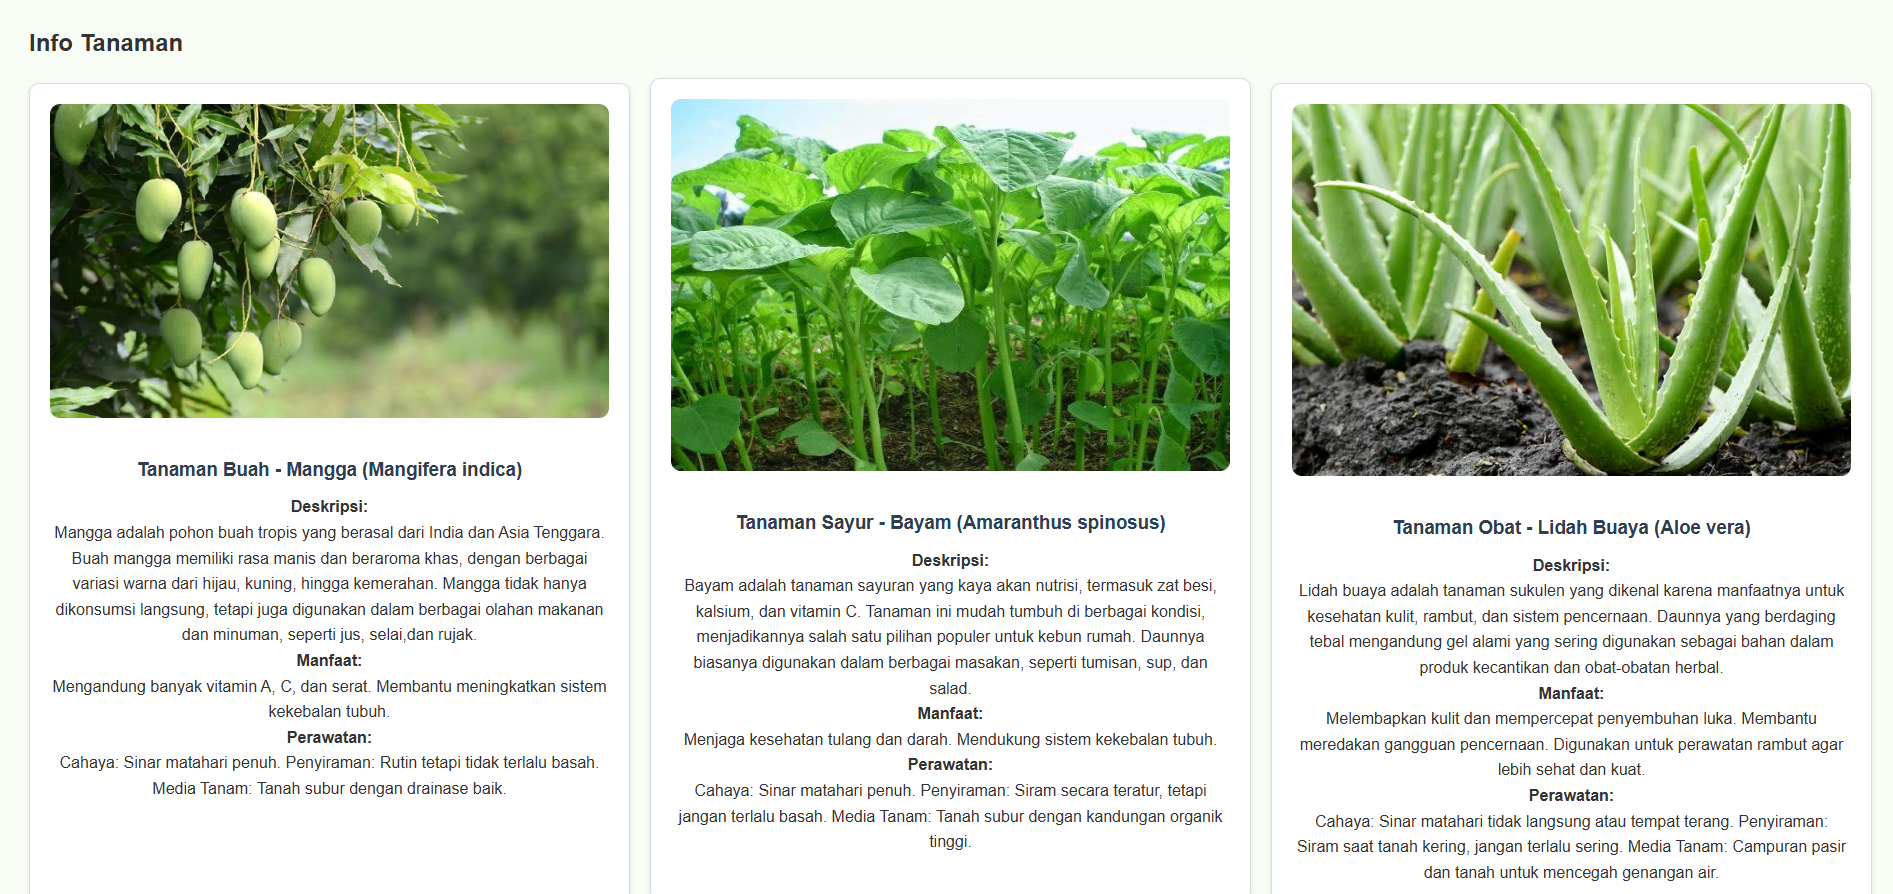 Info Tanaman
Tanaman Buah - Mangga (Mangifera indica)
Deskripsi:
Mangga adalah pohon buah tropis yang berasal dari India dan Asia Tenggara.
Buah mangga memiliki rasa manis dan beraroma khas, dengan berbagai
variasi warna dari hijau, kuning, hingga kemerahan. Mangga tidak hanya
dikonsumsi langsung, tetapi juga digunakan dalam berbagai olahan makanan
dan minuman, seperti jus, selai,dan rujak.
Manfaat:
Mengandung banyak vitamin A, C, dan serat. Membantu meningkatkan sistem
kekebalan tubuh.
Perawatan:
Cahaya: Sinar matahari penuh. Penyiraman: Rutin tetapi tidak terlalu basah.
Media Tanam: Tanah subur dengan drainase baik.
Tanaman Sayur - Bayam (Amaranthus spinosus)
Deskripsi:
Bayam adalah tanaman sayuran yang kaya akan nutrisi, termasuk zat besi,
kalsium, dan vitamin C. Tanaman ini mudah tumbuh di berbagai kondisi,
menjadikannya salah satu pilihan populer untuk kebun rumah. Daunnya
biasanya digunakan dalam berbagai masakan, seperti tumisan, sup, dan
salad.
Manfaat:
Menjaga kesehatan tulang dan darah. Mendukung sistem kekebalan tubuh.
Perawatan:
Cahaya: Sinar matahari penuh. Penyiraman: Siram secara teratur, tetapi
jangan terlalu basah. Media Tanam: Tanah subur dengan kandungan organik
tinggi.
Tanaman Obat - Lidah Buaya (Aloe vera)
Deskripsi:
Lidah buaya adalah tanaman sukulen yang dikenal karena manfaatnya untuk
kesehatan kulit, rambut, dan sistem pencernaan. Daunnya yang berdaging
tebal mengandung gel alami yang sering digunakan sebagai bahan dalam
produk kecantikan dan obat-obatan herbal.
Manfaat:
Melembapkan kulit dan mempercepat penyembuhan luka. Membantu
meredakan gangguan pencernaan. Digunakan untuk perawatan rambut agar
lebih sehat dan kuat.
Perawatan:
Cahaya: Sinar matahari tidak langsung atau tempat terang. Penyiraman:
Siram saat tanah kering, jangan terlalu sering. Media Tanam: Campuran pasir
dan tanah untuk mencegah genangan air.